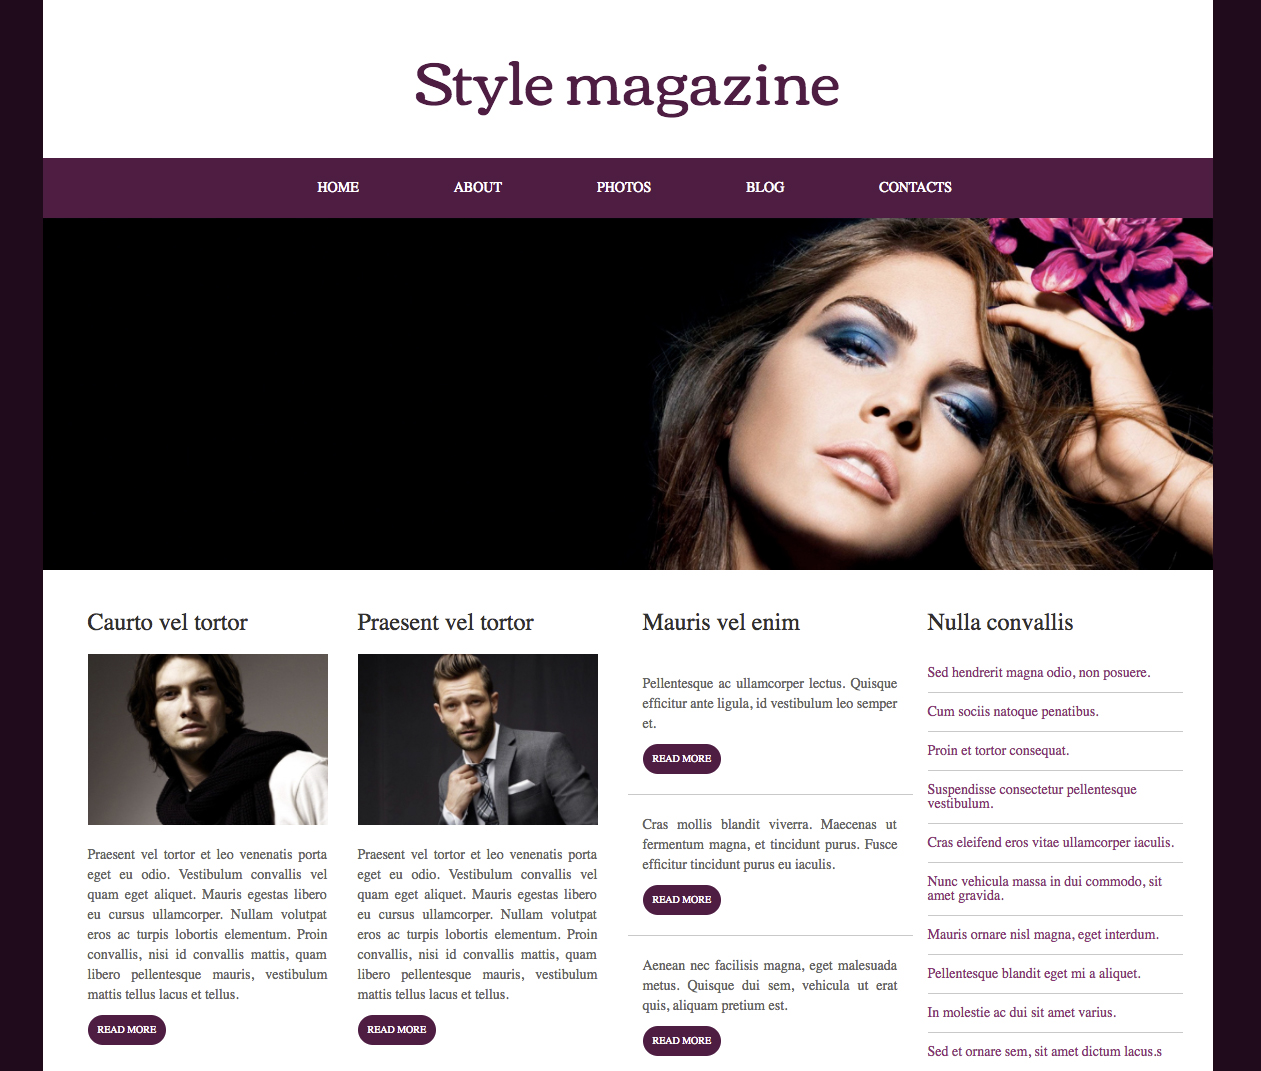 Style magazine
HOME ABOUT PHOTOS BLOG CONTACTS
Caurto vel tortor
Praesent vel tortor et leo venenatis porta
eget eu odio. Vestibulum convallis vel
quam eget aliquet. Mauris egestas libero
eu cursus ullamcorper. Nullam volutpat
eros ac turpis lobortis elementum. Proin
convallis, nisi id convallis mattis, quam
libero pellentesque mauris, vestibulum
mattis tellus lacus et tellus.
READ MORE
Praesent vel tortor
Praesent vel tortor et leo venenatis porta
eget eu odio. Vestibulum convallis vel
quam eget aliquet. Mauris egestas libero
eu cursus ullamcorper. Nullam volutpat
eros ac turpis lobortis elementum. Proin
convallis, nisi id convallis mattis, quam
libero pellentesque mauris, vestibulum
mattis tellus lacus et tellus.
READ MORE
Mauris vel enim
Pellentesque ac ullamcorper lectus. Quisque
efficitur ante ligula, id vestibulum leo semper
et.
READ MORE
Cras mollis blandit viverra. Maecenas ut
fermentum magna, et tincidunt purus. Fusce
efficitur tincidunt purus eu iaculis.
READ MORE
Aenean nec facilisis magna, eget malesuada
metus. Quisque dui sem, vehicula ut erat
quis, aliquam pretium est.
READ MORE
Nulla convallis
Sed hendrerit magna odio, non posuere.
Cum sociis natoque penatibus.
Proin et tortor consequat.
Suspendisse consectetur pellentesque
vestibulum.
Cras eleifend eros vitae ullamcorper iaculis.
Nunc vehicula massa in dui commodo, sit
amet gravida.
Mauris ornare nisl magna, eget interdum.
Pellentesque blandit eget mi a aliquet.
In molestie ac dui sit amet varius.
Sed et ornare sem, sit amet dictum lacus.s